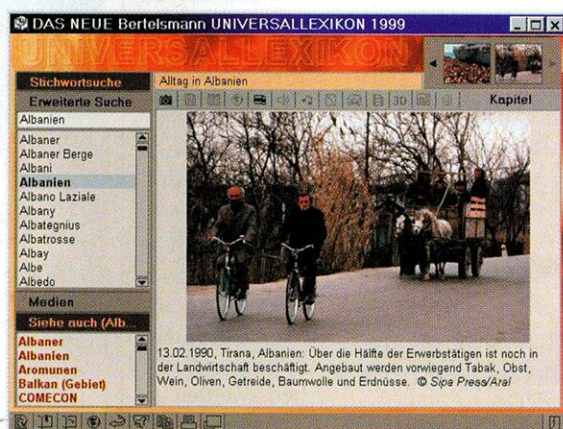 DAS NEUE Bertelsmann UNIVERSALLEXIKON 1999
UNIVERSALLEXIKON
Stichwortsuche
Erweiterte Suche
Albanien
Albaner
Albaner Berge
Albani
Albanien
Albano Laziale
Albany
Albategnius
Albatrosse
Albay
Albe
Albedo
Medien
Siehe auch (Alb...
Albaner
Albanien
Aromunen
Balkan (Gebiet)
COMECON
Alltag in Albanien
3D
Kapitel
13.02.1990, Tirana, Albanien: Über die Hälfte der Erwerbstätigen ist noch in
der Landwirtschaft beschäftigt. Angebaut werden vorwiegend Tabak, Obst,
Wein, Oliven, Getreide, Baumwolle und Erdnüsse. © Sipa Press/Aral